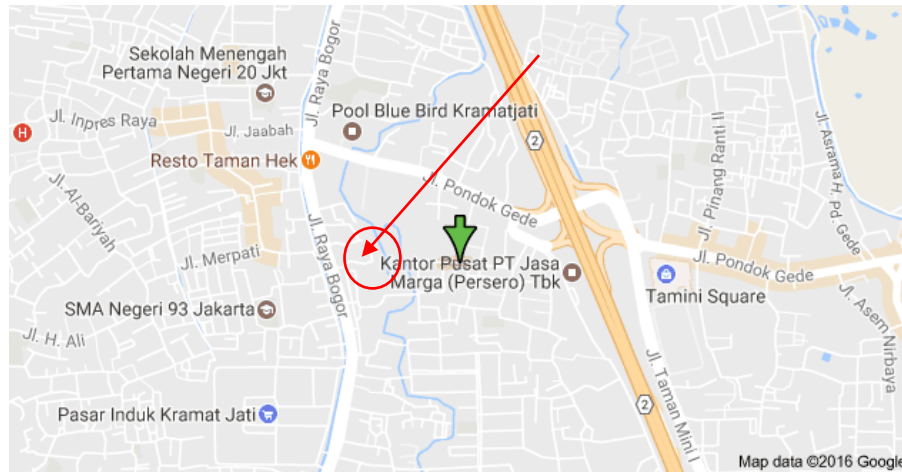 Sekolah Menengah
Pertama Negeri 20 Jkt
Jl. Raya Bogor
H
Jl. Inpres Raya
Jl. Jaabah
Pool Blue Bird Kramatjati
2
Resto Taman Hek
Jl. Pinang Ranti II
Jl. Asrama H. Pd. Gede
Jl. Al-Bariyah
Jl. Pondok Gede
Jl. Merpati
Jl. Raya Bogor
Kantor Pusat PT Jasa
Marga (Persero) Tbk
Jl. Pondok Gede
Tamini Square
SMA Negeri 93 Jakarta
Jl. Asem Nirbaya
Jl. H. Ali
Jl. Taman Mini I
Pasar Induk Kramat Jati
2
Map data ©2016 Google